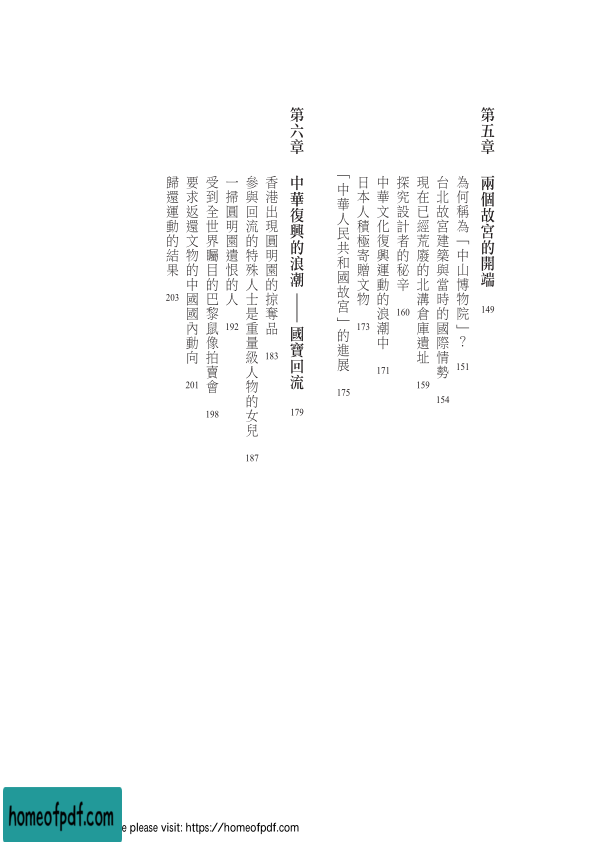 第五章　兩個故宮的開端　149
為何稱為「中山博物院」？　151
台北故宮建築與當時的國際情勢　154
現在已經荒廢的北溝倉庫遺址　159
探究設計者的秘辛　160
中華文化復興運動的浪潮中　171
日本人積極寄贈文物　173
「中華人民共和國故宮」的進展　175
第六章　中華復興的浪潮——國寶回流　179
香港出現圓明園的掠奪品　183
參與回流的特殊人士是重量級人物的女兒　187
一掃圓明園遺恨的人　192
受到全世界矚目的巴黎鼠像拍賣會　198
要求返還文物的中國國內動向　201
歸還運動的結果　203
homeofpdf.com
e please visit: https://homeofpdf.com